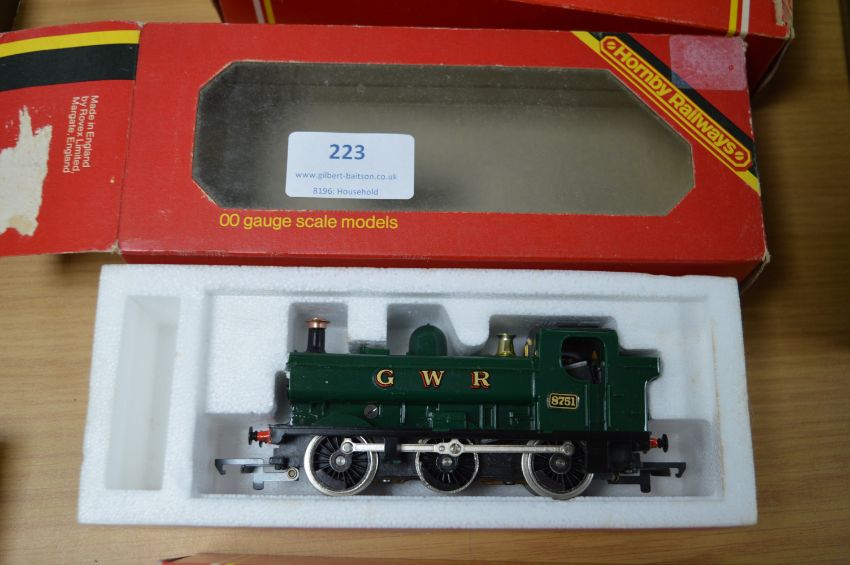 Made in England
by Rovex Limited,
Margate, England
Hornby Railways
223
www.gilbert-baitson.co.uk
8196: Household
00 gauge scale models
G W R
8751